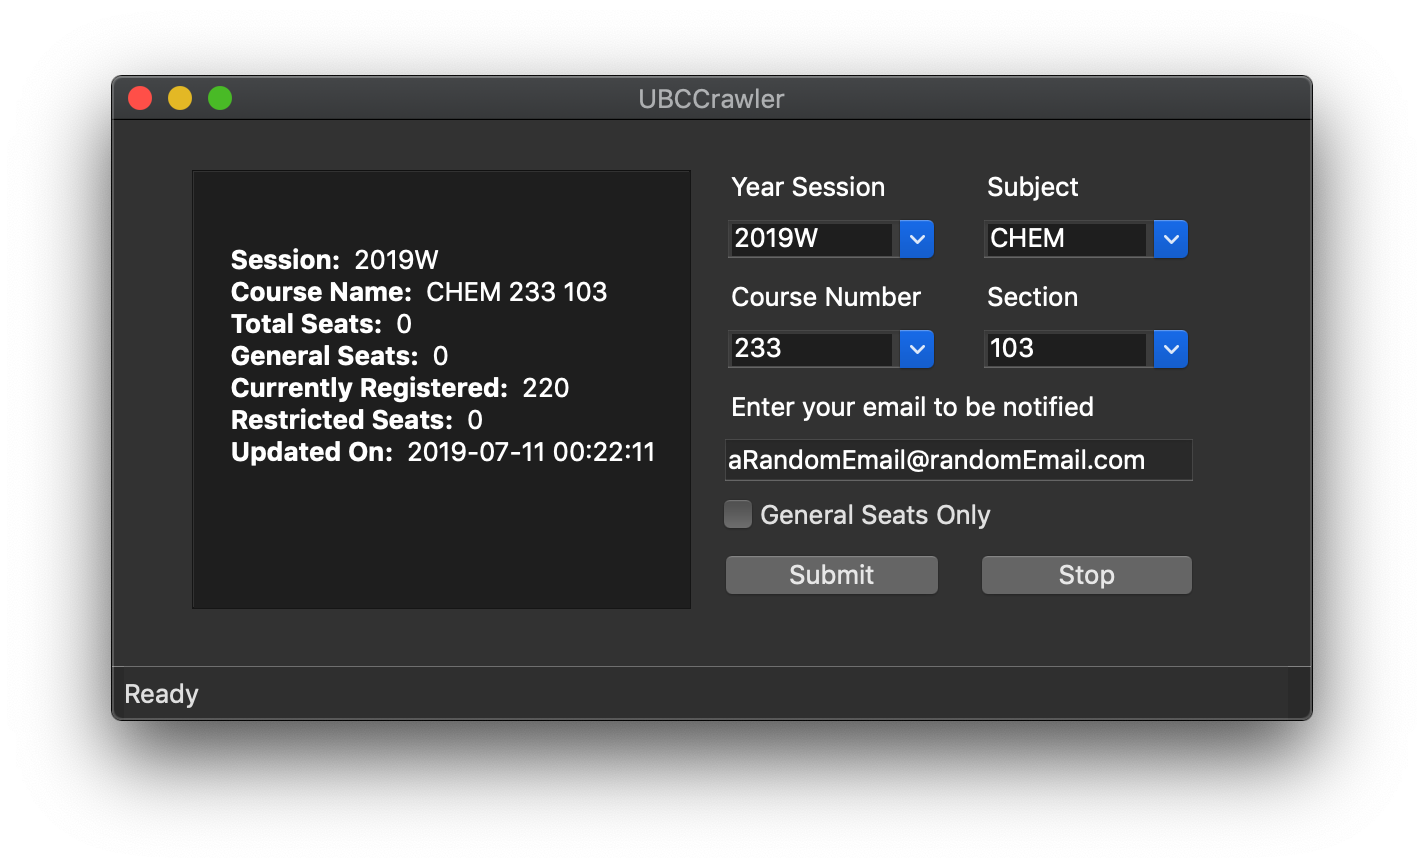 UBCCrawler
Session: 2019W
Course Name: CHEM 233 103
Total Seats: 0
General Seats: 0
Currently Registered: 220
Restricted Seats: 0
Updated On: 2019-07-11 00:22:11
Year Session
Subject
2019W
CHEM
Course Number
Section
233
103
Enter your email to be notified
aRandomEmail@randomEmail.com
General Seats Only
Submit
Stop
Ready